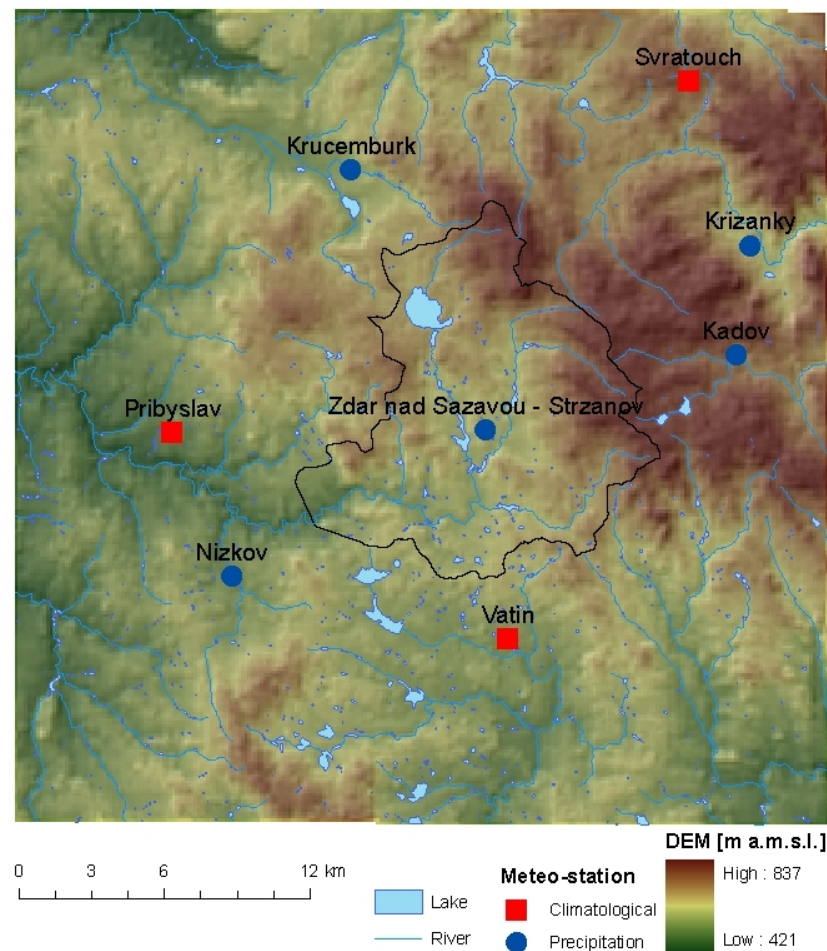 Svratouch
Krucemburk
Krizanky
Kadov
Pribyslav
Zdar nad Sazavou - Strzanov
Nizkov
Vatin
DEM [m a.m.s.l.]
0 3 6 12 km
Meteo-station
High : 837
Lake
Climatological
River
Precipitation
Low : 421